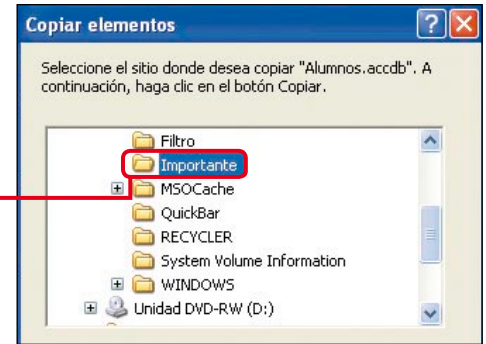 Copiar elementos
Seleccione el sitio donde desea copiar "Alumnos.accdb". A
continuación, haga clic en el botón Copiar.
Filtro
Importante
MSOCache
QuickBar
RECYCLER
System Volume Information
WINDOWS
Unidad DVD-RW (D:)